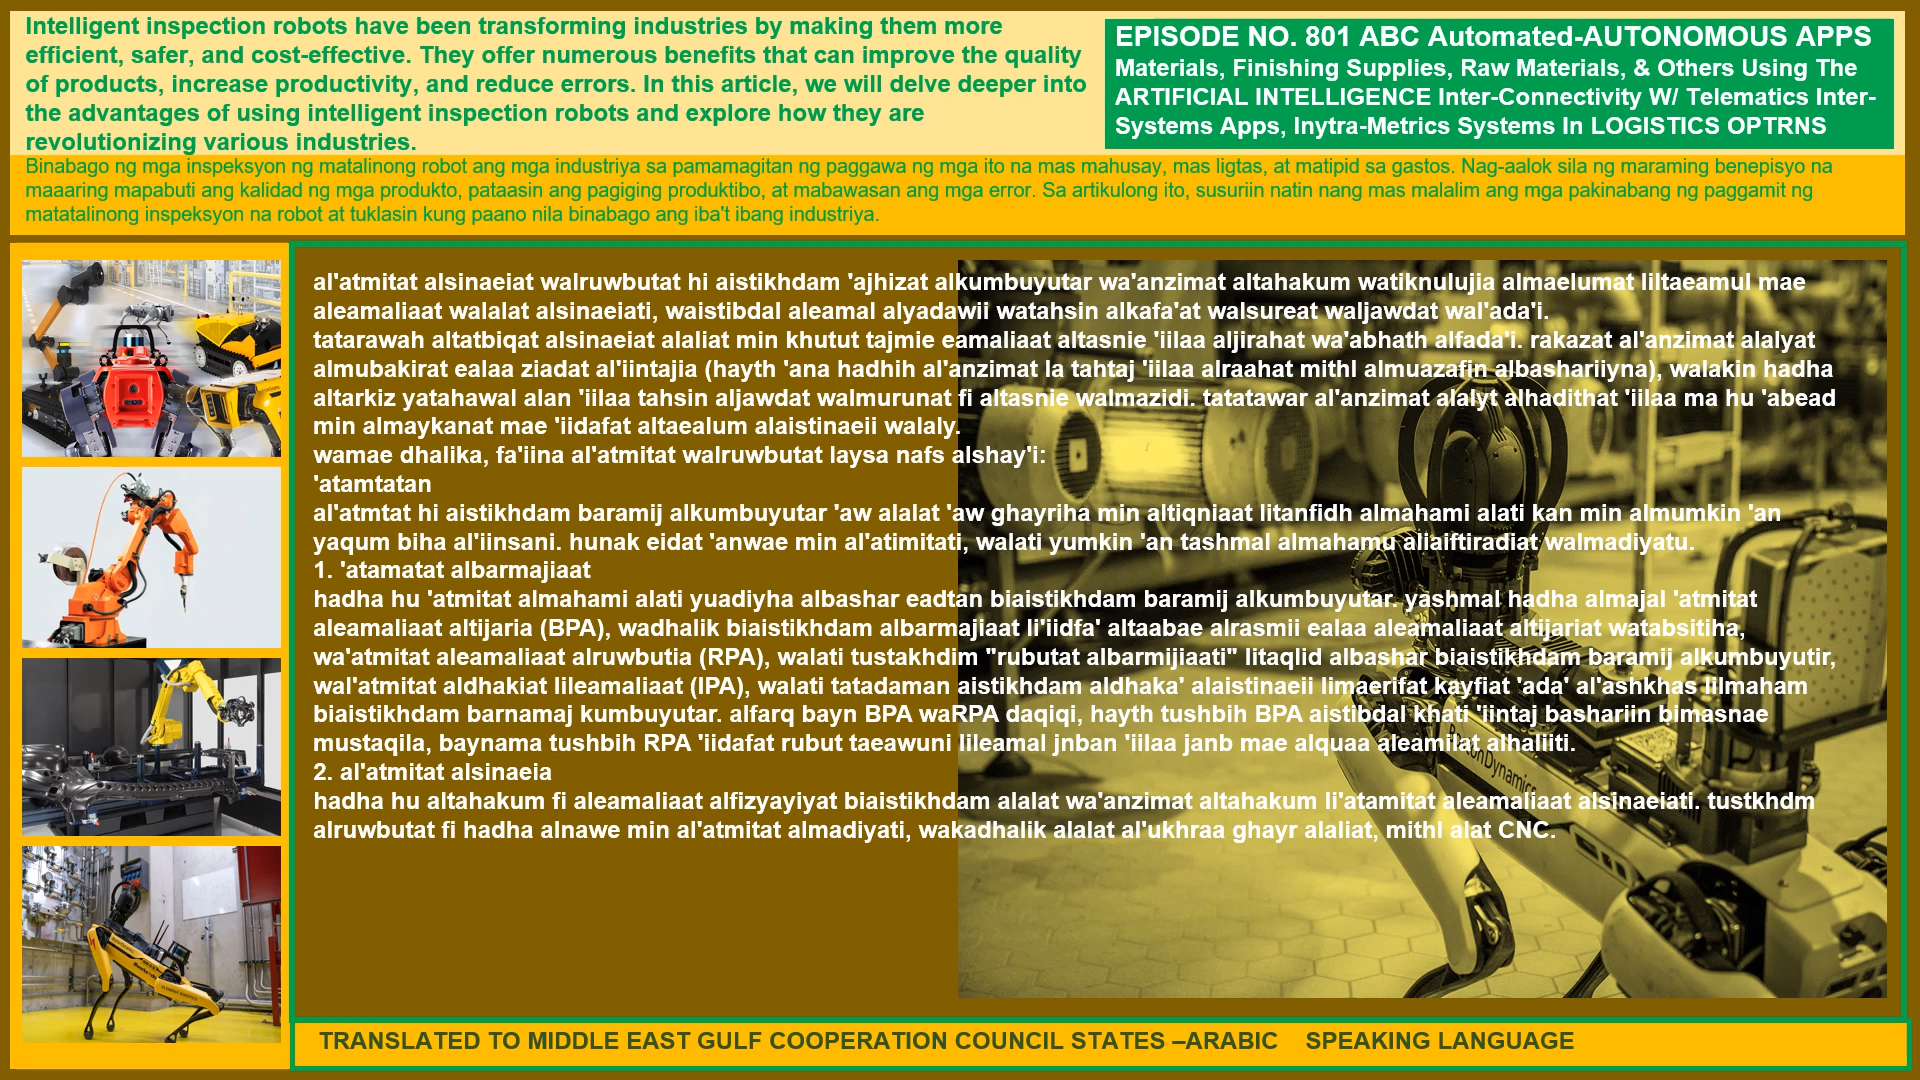 Intelligent inspection robots have been transforming industries by making them more
efficient, safer, and cost-effective. They offer numerous benefits that can improve the quality
of products, increase productivity, and reduce errors. In this article, we will delve deeper into
the advantages of using intelligent inspection robots and explore how they are
revolutionizing various industries.
EPISODE NO. 801 ABC Automated-AUTONOMOUS APPS
Materials, Finishing Supplies, Raw Materials, & Others Using The
ARTIFICIAL INTELLIGENCE Inter-Connectivity W/ Telematics Inter-
Systems Apps, Inytra-Metrics Systems In LOGISTICS OPTRNS
Binabago ng mga inspeksyon ng matalinong robot ang mga industriya sa pamamagitan ng paggawa ng mga ito na mas mahusay, mas ligtas, at matipid sa gastos. Nag-aalok sila ng maraming benepisyo na
maaaring mapabuti ang kalidad ng mga produkto, pataasin ang pagiging produktibo, at mabawasan ang mga error. Sa artikulong ito, susuriin natin nang mas malalim ang mga pakinabang ng paggamit ng
matatalinong inspeksyon na robot at tuklasin kung paano nila binabago ang iba't ibang industriya.
al'atmitat alsinaeiat walruwbutat hi aistikhdam 'ajhizat alkumbuyutar wa'anzimat altahakum watiknulujia almaelumat liltaeamul mae
aleamaliaat walalat alsinaeiati, waistibdal aleamal alyadawii watahsin alkafa'at walsureat waljawdat wal'ada'i.
tatarawah altatbiqat alsinaeiat alaliat min khutut tajmie eamaliaat altasnie 'iilaa aljirahat wa'abhath alfada'i. rakazat al'anzimat alalyat
almubakirat ealaa ziadat al'iintajia (hayth 'ana hadhih al'anzimat la tahtaj 'iilaa alraahat mithl almuazafin albashariiyna), walakin hadha
altarkiz yatahawal alan 'iilaa tahsin aljawdat walmurunat fi altasnie walmazidi. tatatawar al'anzimat alalyt alhadithat 'iilaa ma hu 'abead
min almaykanat mae 'iidafat altaealum alaistinaeii walaly.
wamae dhalika, fa'iina al'atmitat walruwbutat laysa nafs alshay'i:
'atamtatan
al'atmtat hi aistikhdam baramij alkumbuyutar 'aw alalat 'aw ghayriha min altiqniaat litanfidh almahami alati kan min almumkin 'an
yaqum biha al'iinsani. hunak eidat 'anwae min al'atimitati, walati yumkin 'an tashmal almahamu aliaiftiradiat walmadiyatu.
1. 'atamatat albarmajiaat
hadha hu 'atmitat almahami alati yuadiyha albashar eadtan biaistikhdam baramij alkumbuyutar. yashmal hadha almajal 'atmitat
aleamaliaat altijaria (BPA), wadhalik biaistikhdam albarmajiaat li'iidfa' altaabae alrasmii ealaa aleamaliaat altijariat watabsitiha,
wa'atmitat aleamaliaat alruwbutia (RPA), walati tustakhdim "rubutat albarmijiaati" litaqlid albashar biaistikhdam baramij alkumbuyutir,
wal'atmitat aldhakiat lileamaliaat (IPA), walati tatadaman aistikhdam aldhaka' alaistinaeii limaerifat kayfiat 'ada' al'ashkhas lilmaham
biaistikhdam barnamaj kumbuyutar. alfarq bayn BPA waRPA daqiqi, hayth tushbih BPA aistibdal khati 'iintaj bashariin bimasnae
mustaqila, baynama tushbih RPA 'iidafat rubut taeawuni lileamal jnban 'iilaa janb mae alquaa aleamilat alhaliiti.
2. al'atmitat alsinaeia
hadha hu altahakum fi aleamaliaat alfizyayiyat biaistikhdam alalat wa'anzimat altahakum li'atamitat aleamaliaat alsinaeiati. tustkhdm
alruwbutat fi hadha alnawe min al'atmitat almadiyati, wakadhalik alalat al'ukhraa ghayr alaliat, mithl alat CNC.
BostonDynamics
TRANSLATED TO MIDDLE EAST GULF COOPERATION COUNCIL STATES –ARABIC SPEAKING LANGUAGE